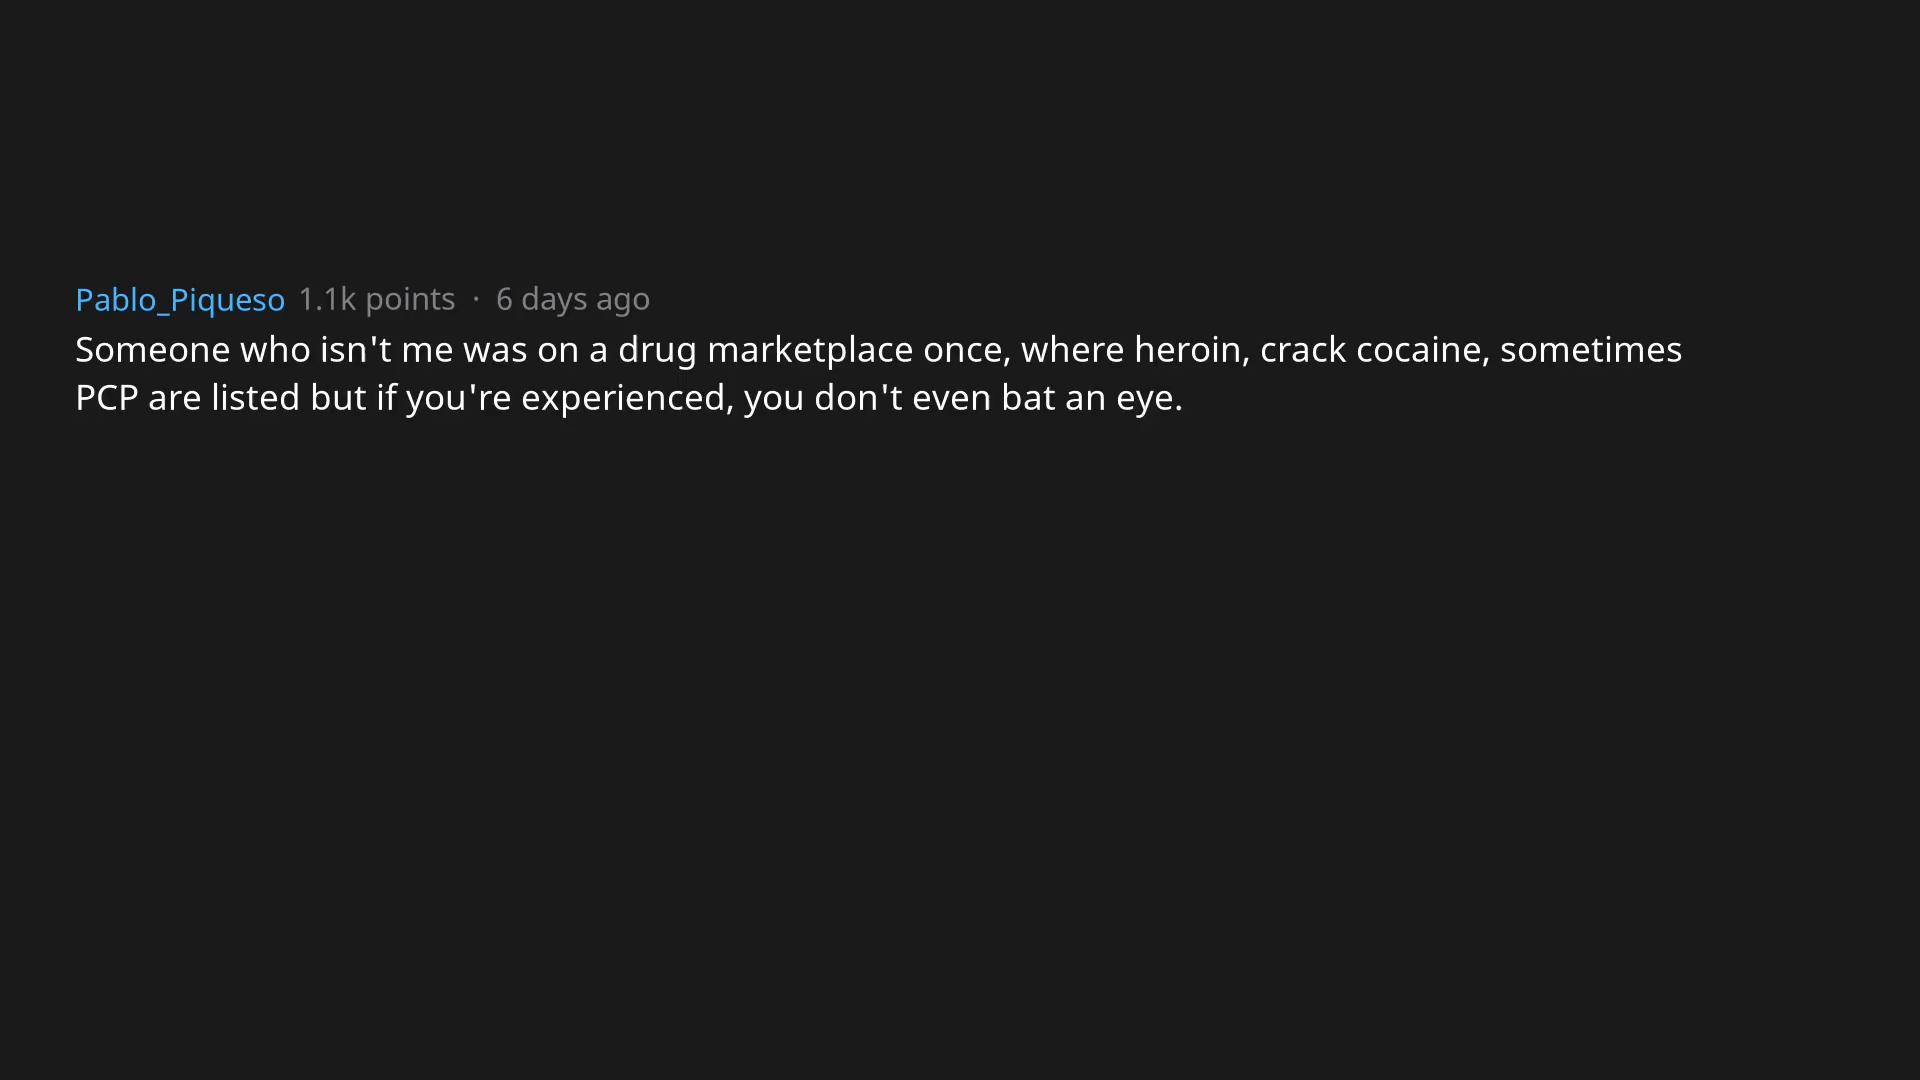 Pablo_Piqueso 1.1k points · 6 days ago
Someone who isn't me was on a drug marketplace once, where heroin, crack cocaine, sometimes
PCP are listed but if you're experienced, you don't even bat an eye.